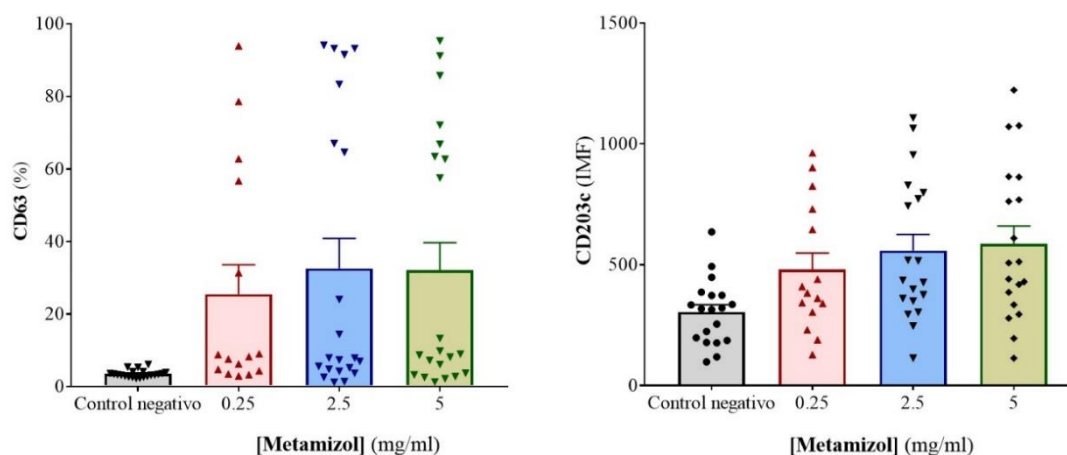 100
80
60
40
20
0
CD63 (%)
Control negativo 0.25 2.5 5
[Metamizol] (mg/ml)
1500
1000
500
0
CD203c (IMF)
Control negativo 0.25 2.5 5
[Metamizol] (mg/ml)